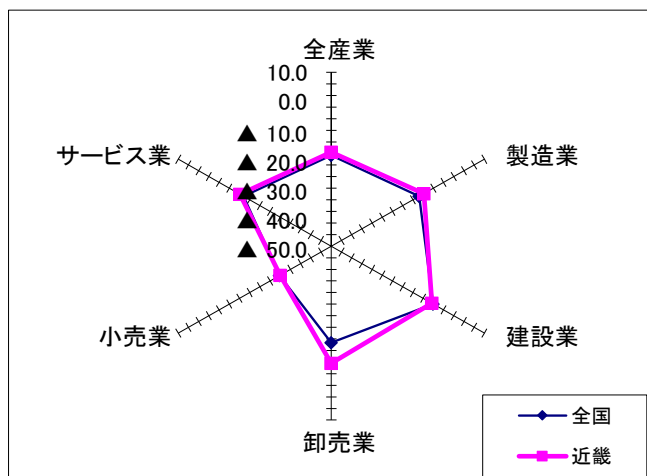 全産業
10.0
0.0
▲ 10.0
▲ 20.0
▲ 30.0
▲ 40.0
▲ 50.0
サービス業
製造業
小売業
建設業
卸売業
全国
近畿